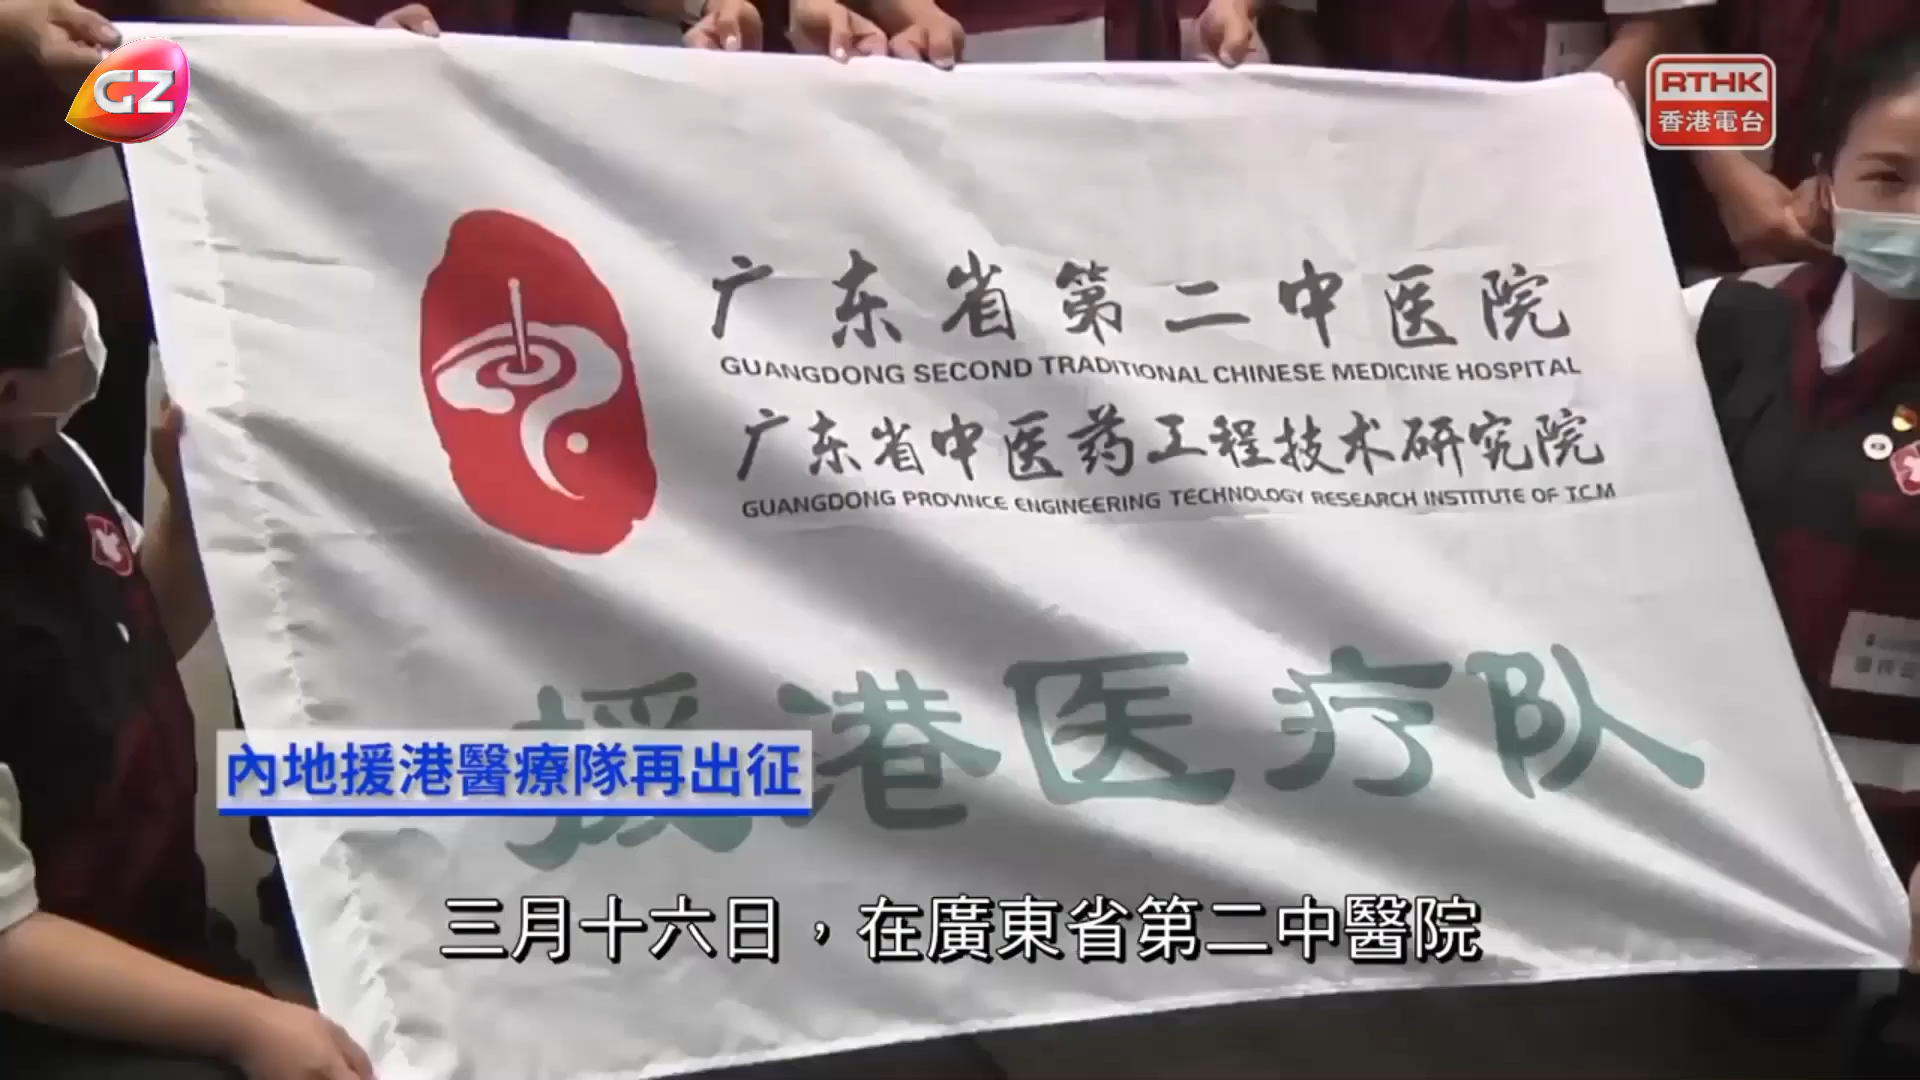 GZ
RTHK
香港電台
广东省第二中医院
GUANGDONG SECOND TRADITIONAL CHINESE MEDICINE HOSPITAL
广东省中医药工程技术研究院
GUANGDONG PROVINCE ENGINEERING TECHNOLOGY RESEARCH INSTITUTE OF T.C.M
援港医疗队
內地援港醫療隊再出征
三月十六日，在廣東省第二中醫院